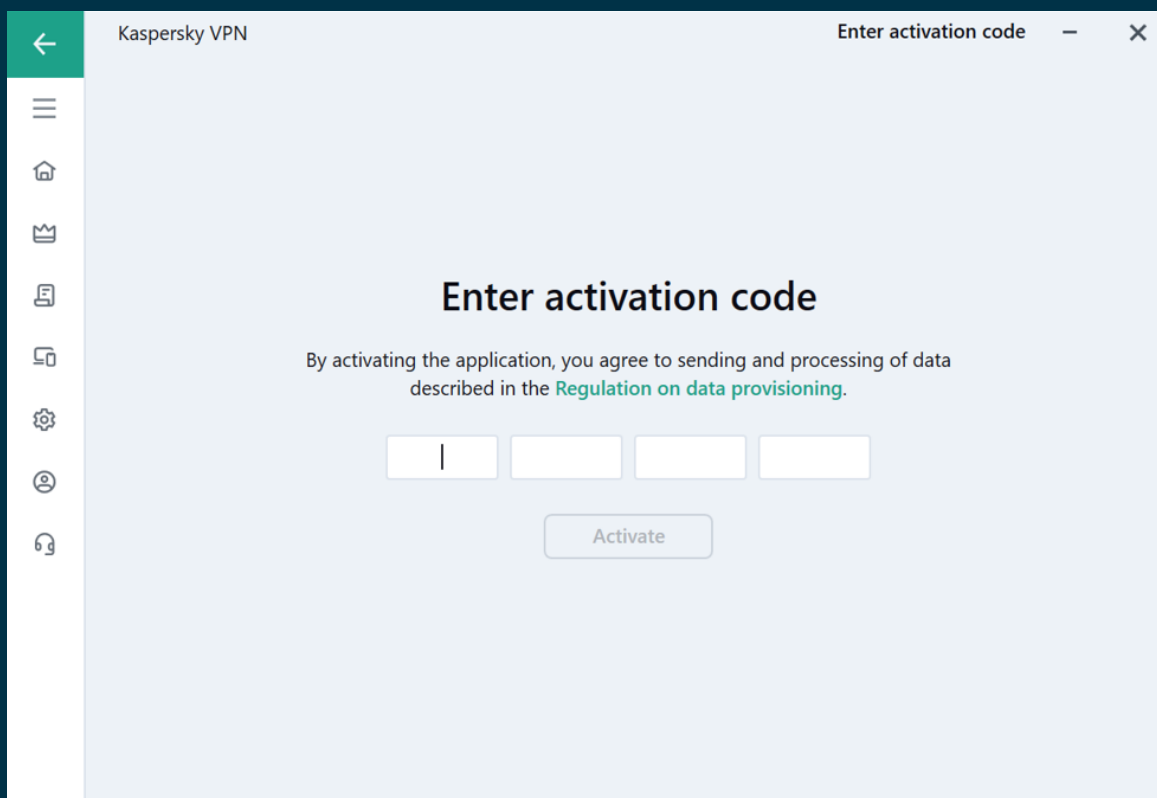 Kaspersky VPN
Enter activation code
Enter activation code
By activating the application, you agree to sending and processing of data
described in the Regulation on data provisioning.
Activate